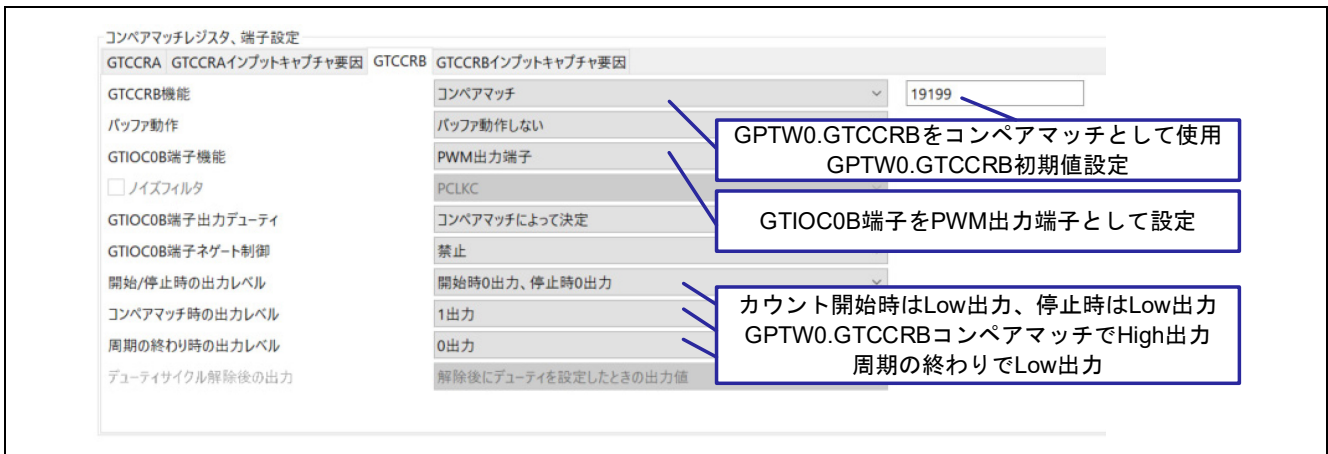 コンペアマッチレジスタ、端子設定
GTCCRA GTCCRAインプットキャプチャ要因 GTCCRB GTCCRBインプットキャプチャ要因
GTCCRB機能 コンペアマッチ 19199
バッファ動作 バッファ動作しない
GPTW0.GTCCRBをコンペアマッチとして使用
GPTW0.GTCCRB初期値設定
GTIOC0B端子機能 PWM出力端子
ノイズフィルタ PCLKC
GTIOC0B端子出力デューティ コンペアマッチによって決定
GTIOC0B端子をPWM出力端子として設定
GTIOC0B端子ネゲート制御 禁止
開始/停止時の出力レベル 開始時0出力、停止時0出力
コンペアマッチ時の出力レベル 1出力
周期の終わり時の出力レベル 0出力
カウント開始時はLow出力、停止時はLow出力
GPTW0.GTCCRBコンペアマッチでHigh出力
周期の終わりでLow出力
デューティサイクル解除後の出力 解除後にデューティを設定したときの出力値